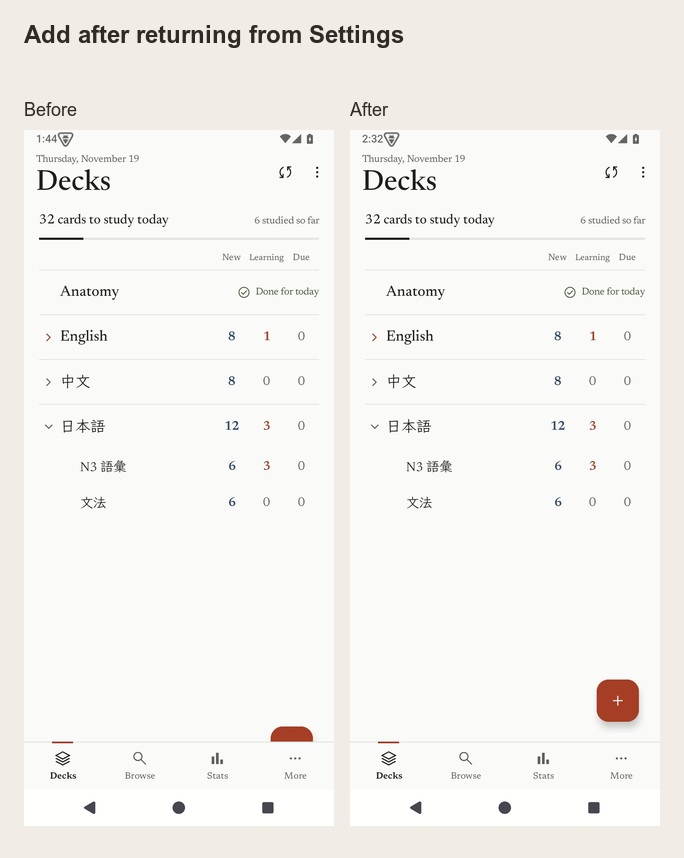 Add after returning from Settings
Before
1:44
Thursday, November 19
Decks
32 cards to study today
6 studied so far
New Learning Due
Anatomy
Done for today
English 8 1 0
中文 8 0 0
日本語 12 3 0
N3 語彙 6 3 0
文法 6 0 0
Decks Browse Stats More
After
2:32
Thursday, November 19
Decks
32 cards to study today
6 studied so far
New Learning Due
Anatomy
Done for today
English 8 1 0
中文 8 0 0
日本語 12 3 0
N3 語彙 6 3 0
文法 6 0 0
Decks Browse Stats More